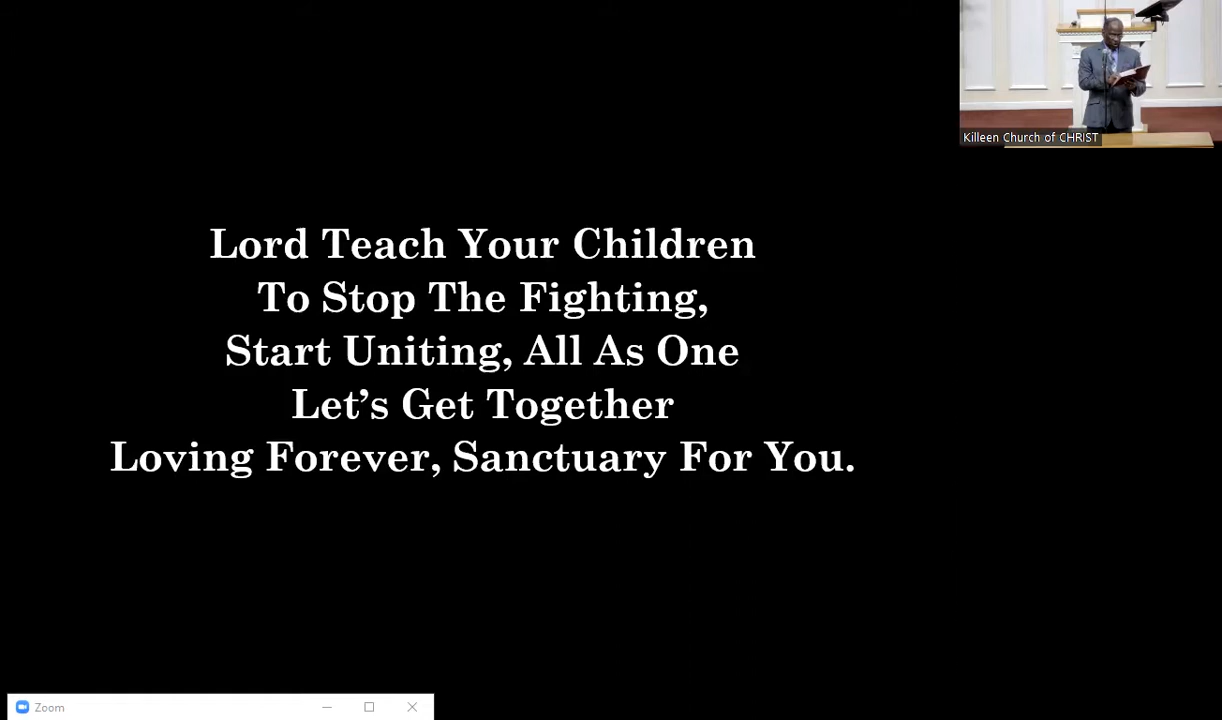 Killeen Church of CHRIST
Lord Teach Your Children
To Stop The Fighting,
Start Uniting, All As One
Let’s Get Together
Loving Forever, Sanctuary For You.
Zoom